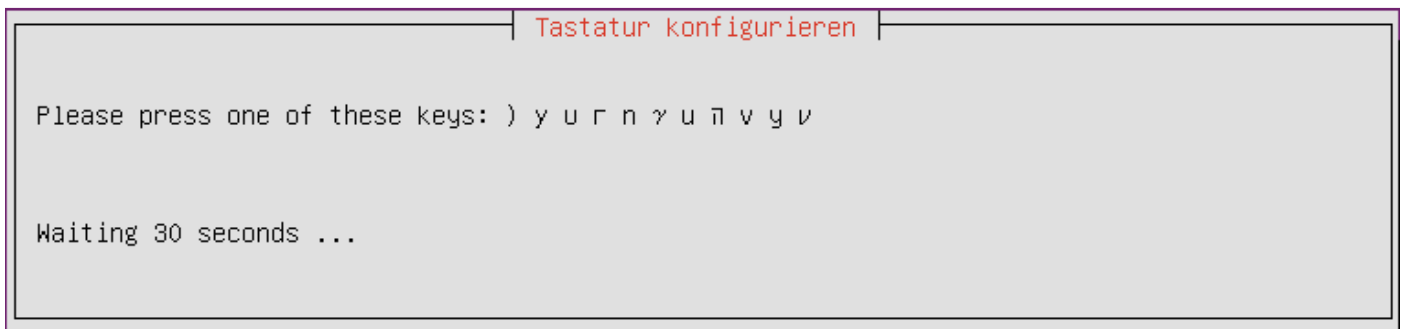 Tastatur konfigurieren
Please press one of these keys: ) y u г n γ u ה v y ν
Waiting 30 seconds ...